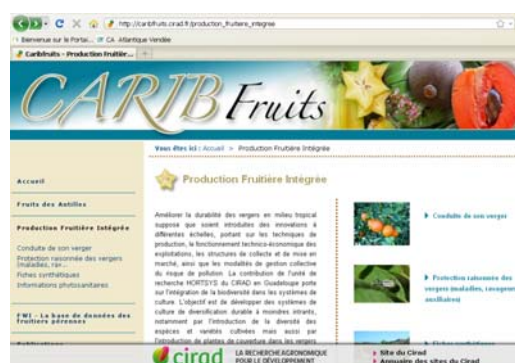 http://caribfruits.cirad.fr/production_fruitiere_integree
Bienvenue sur le Portai...
CA Atlantique Vendée
Caribfruits - Production Fruitièr...
CARIB Fruits
Vous êtes ici : Accueil > Production Fruitière Intégrée
Accueil
Fruits des Antilles
Production Fruitière Intégrée
Conduite de son verger
Protection raisonnée des vergers
(maladies, rav...
Fiches synthétiques
Informations phytosanitaires
FWI - La base de données des
fruitiers pérennes
Publications
Production Fruitière Intégrée
Améliorer la durabilité des vergers en milieu tropical
suppose que soient introduites des innovations à
différentes échelles, portant sur les techniques de
production, le fonctionnement technico-économique des
exploitations, les structures de collecte et de mise en
marché, ainsi que les modalités de gestion collective
du risque de pollution. La contribution de l'unité de
recherche HORTSYS du CIRAD en Guadeloupe porte
sur l'intégration de la biodiversité dans les systèmes de
culture. L'objectif est de développer des systèmes de
culture de diversification durable à moindres intrants,
notamment par l'introduction de la diversité des
espèces et variétés cultivées mais aussi par
l'introduction de plantes de couverture dans les vergers
Conduite de son verger
Protection raisonnée des
vergers (maladies, ravageurs
auxiliaires)
Fiches synthétiques
cirad
LA RECHERCHE AGRONOMIQUE
POUR LE DÉVELOPPEMENT
Site du Cirad
Annuaire des sites du Cirad